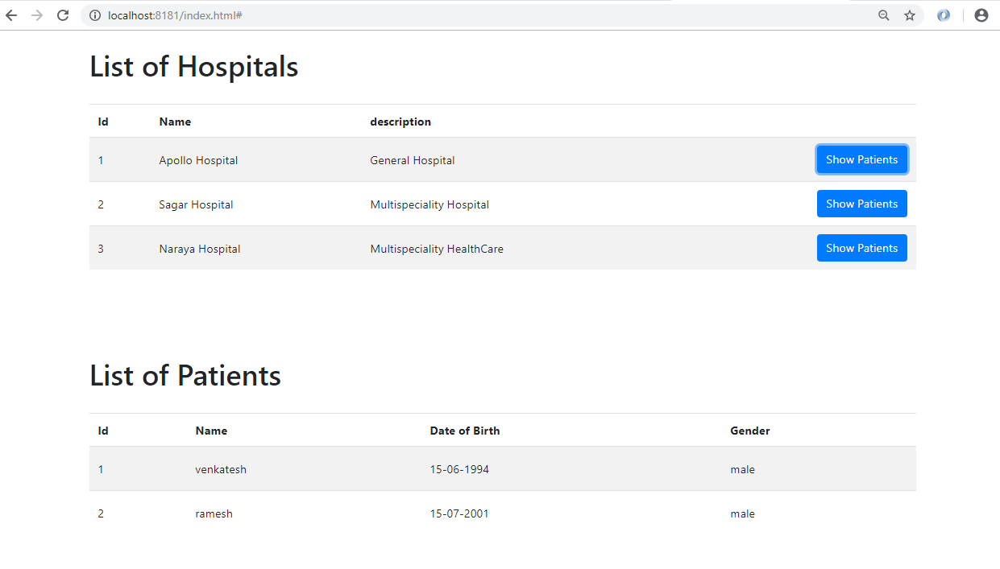 localhost:8181/index.html#
List of Hospitals
Id Name description
1 Apollo Hospital General Hospital Show Patients
2 Sagar Hospital Multispeciality Hospital Show Patients
3 Naraya Hospital Multispeciality HealthCare Show Patients
List of Patients
Id Name Date of Birth Gender
1 venkatesh 15-06-1994 male
2 ramesh 15-07-2001 male